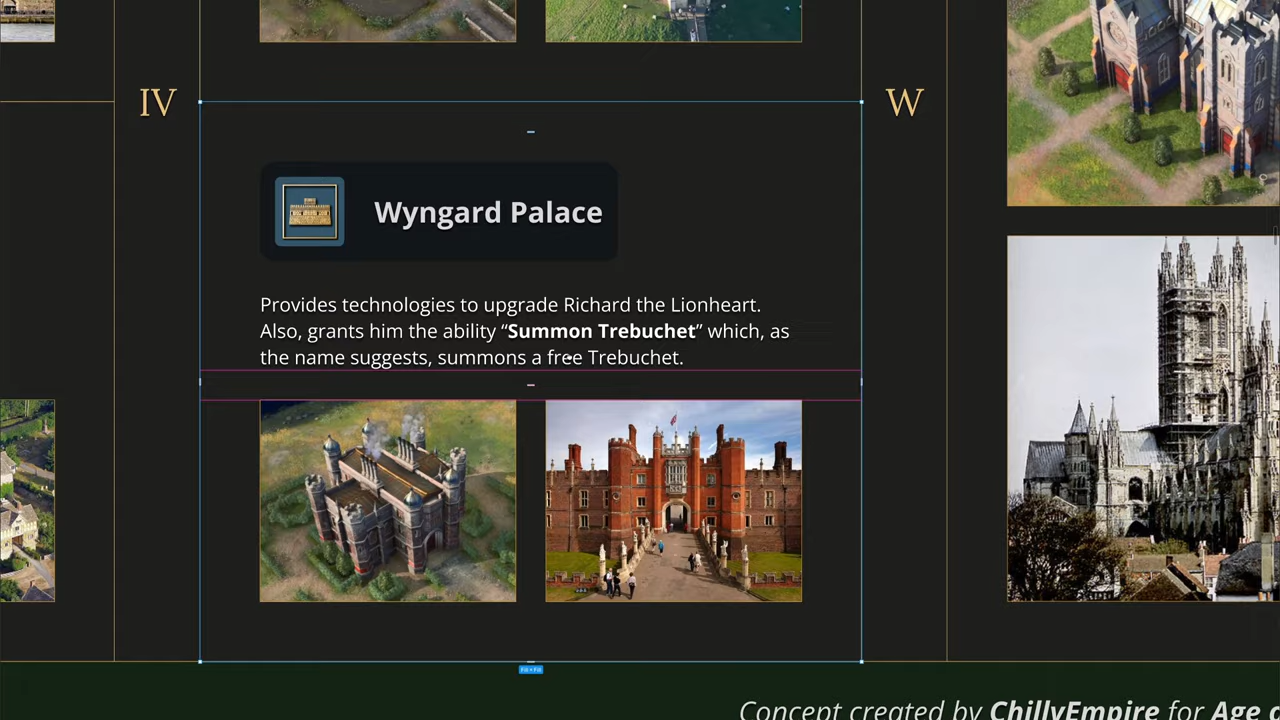 IV
W
Wyngard Palace
Provides technologies to upgrade Richard the Lionheart.
Also, grants him the ability “Summon Trebuchet” which, as
the name suggests, summons a free Trebuchet.
Concept created by ChillyEmpire for Age